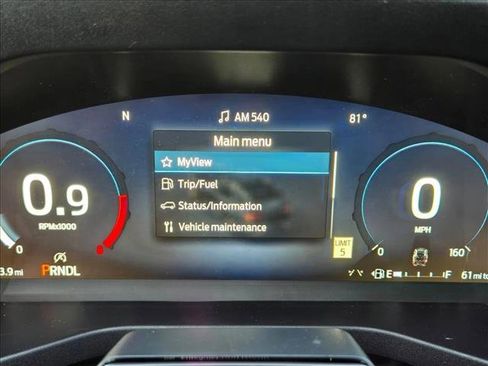 N
AM 540
81°
Main menu
MyView
Trip/Fuel
Status/Information
Vehicle maintenance
0.9
RPMx1000
0
0
MPH
0
160
LIMIT
5
3.9 mi
PRNDL
E
F
61 mi to